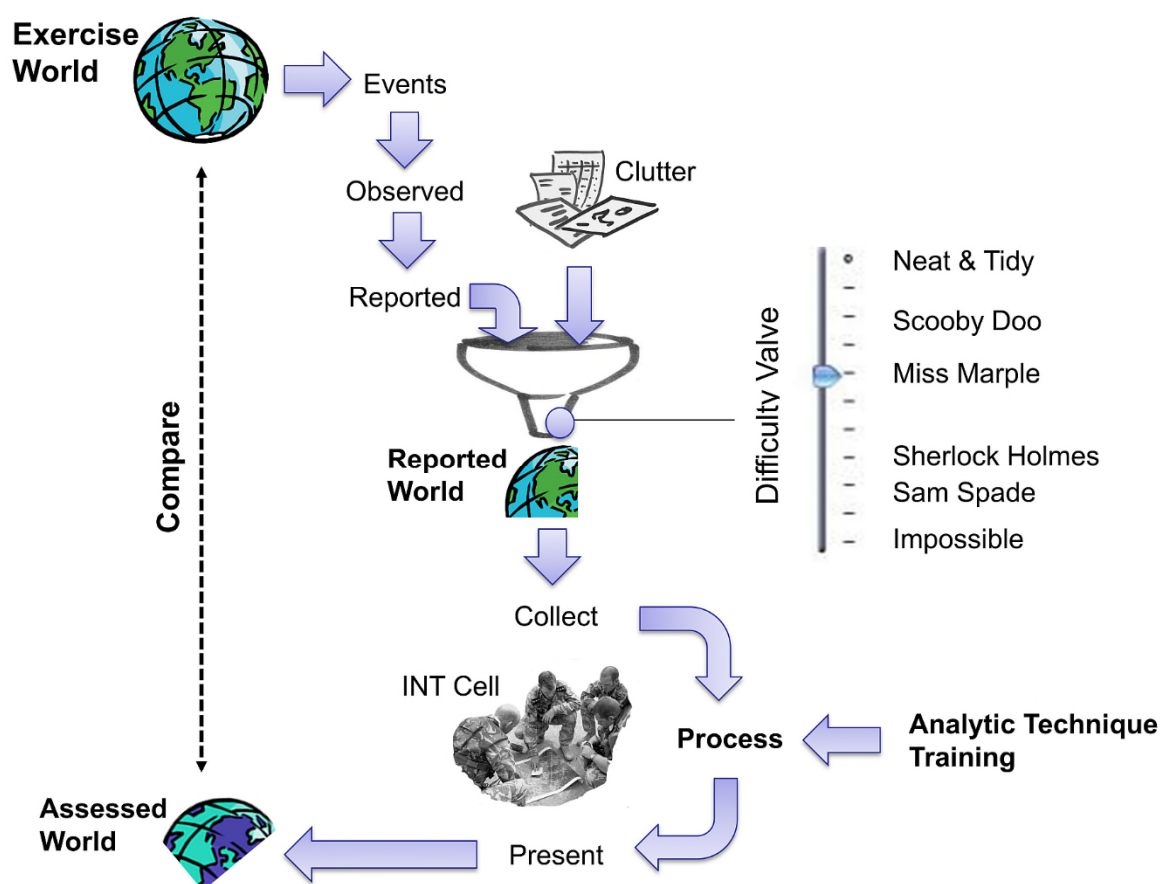 Exercise
World
Events
Clutter
Observed
Reported
Neat & Tidy
Scooby Doo
Miss Marple
Sherlock Holmes
Sam Spade
Impossible
Difficulty Valve
Compare
Reported
World
Collect
INT Cell
Process
Analytic Technique
Training
Assessed
World
Present